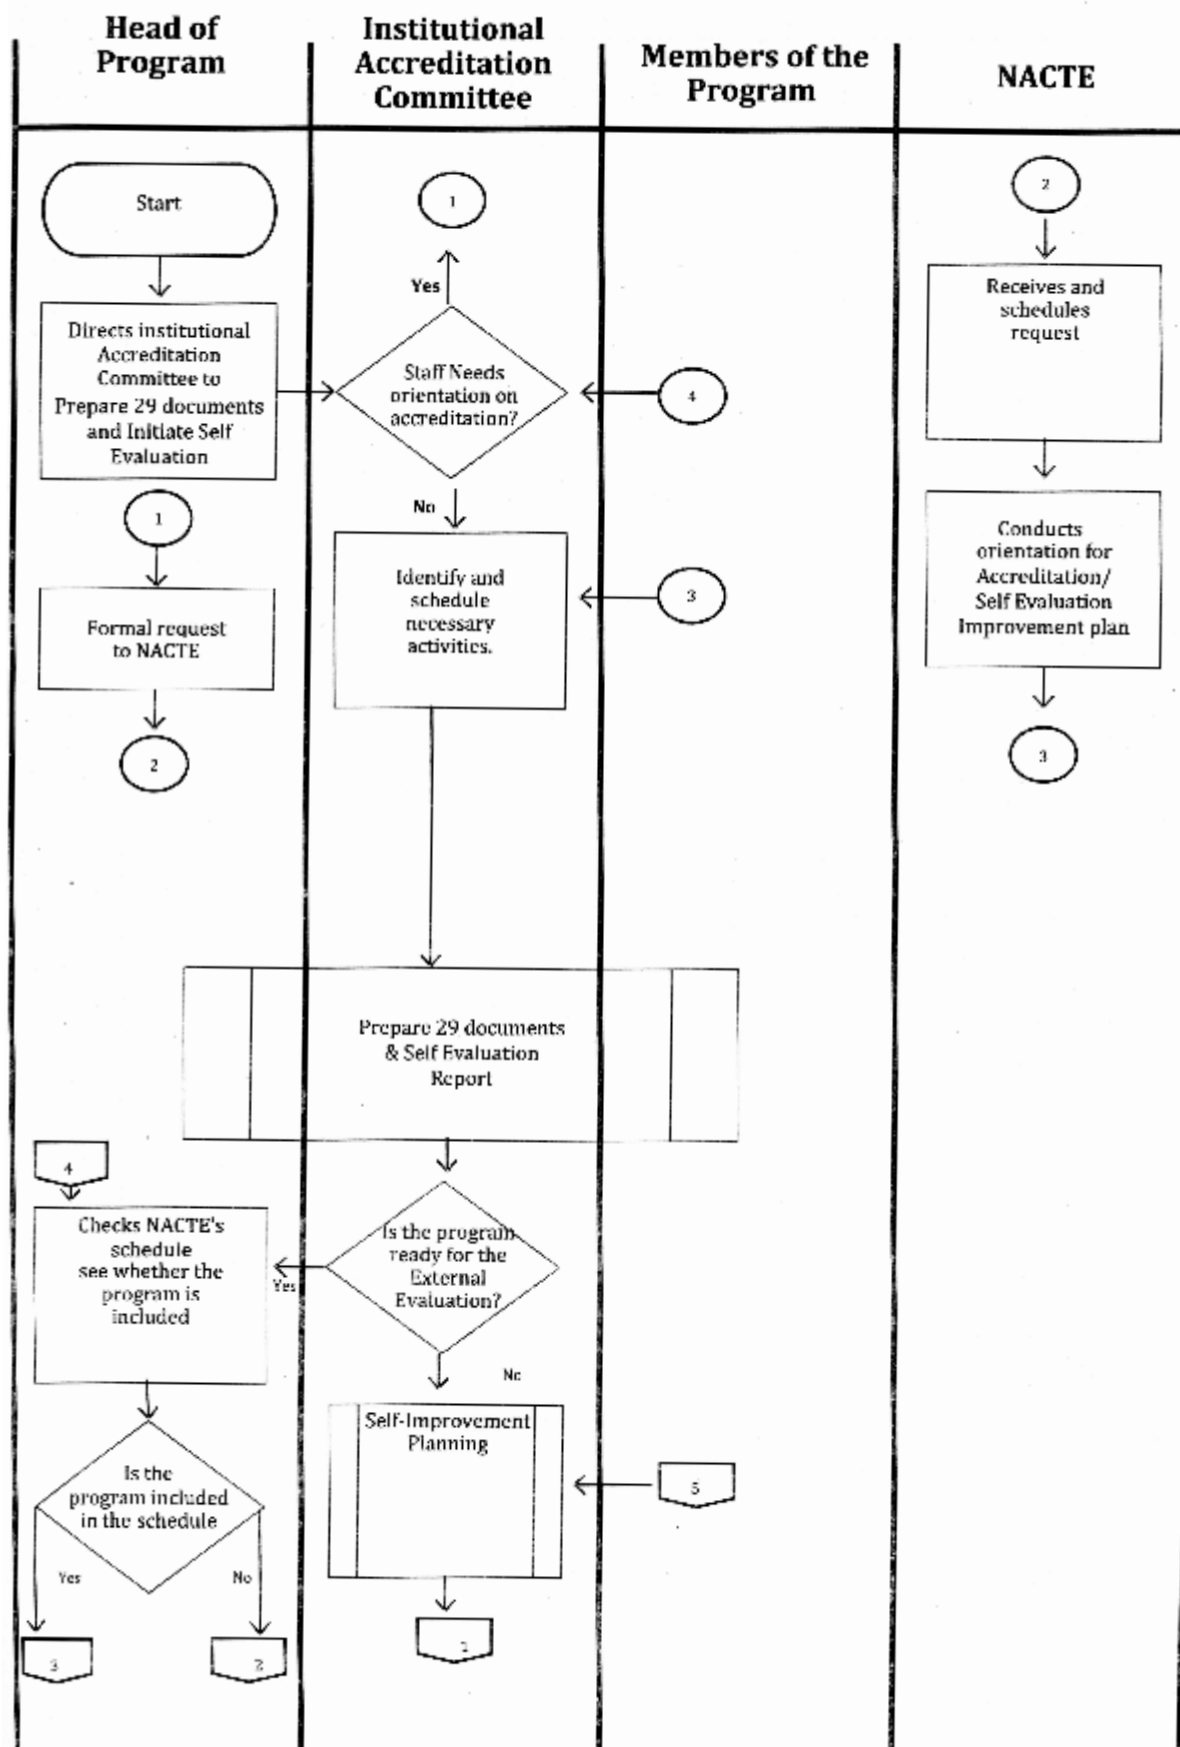 Head of
Program
Institutional
Accreditation
Committee
Members of the
Program
NACTE
Start
Directs institutional
Accreditation
Committee to
Prepare 29 documents
and Initiate Self
Evaluation
1
Formal request
to NACTE
2
1
Yes
Staff Needs
orientation on
accreditation?
No
Identify and
schedule
necessary
activities.
4
3
2
Receives and
schedules
request
Conducts
orientation for
Accreditation/
Self Evaluation
Improvement plan
3
Prepare 29 documents
& Self Evaluation
Report
4
Checks NACTE's
schedule
see whether the
program is
included
Yes
Is the program
ready for the
External
Evaluation?
No
Self-Improvement
Planning
5
Is the
program included
in the schedule
Yes
No
3
2
1